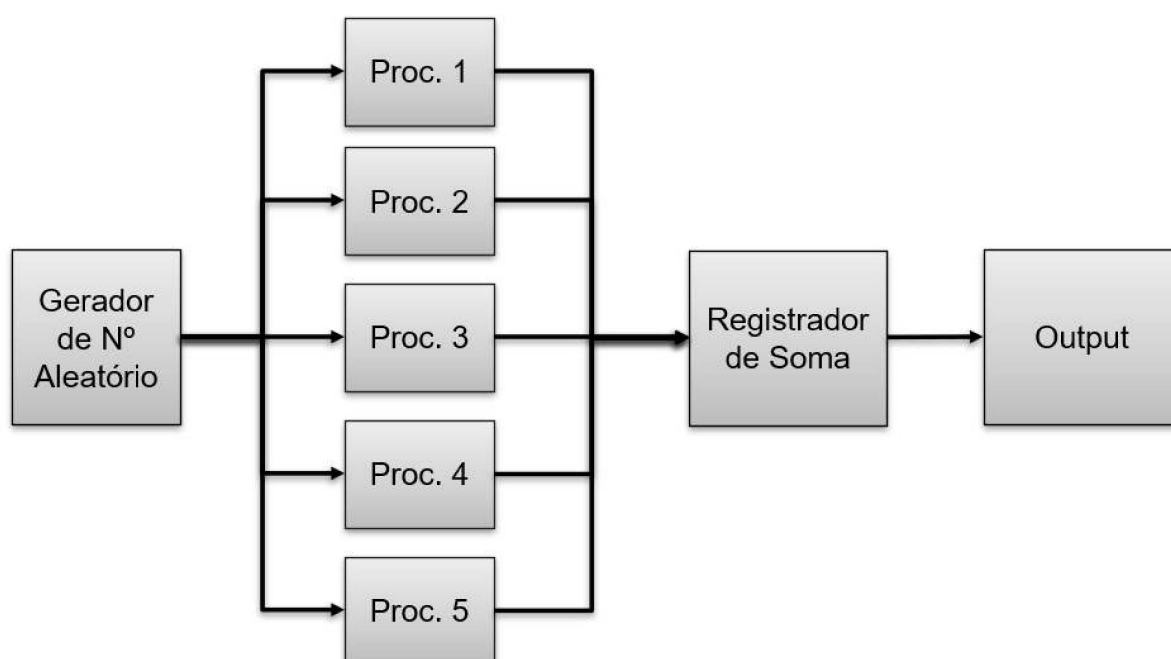 Proc. 1
Proc. 2
Gerador
de Nº
Aleatório
Proc. 3
Registrador
de Soma
Output
Proc. 4
Proc. 5